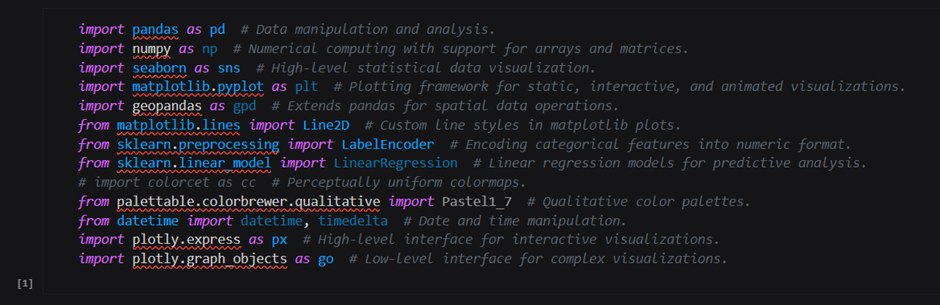 import pandas as pd  # Data manipulation and analysis.
import numpy as np  # Numerical computing with support for arrays and matrices.
import seaborn as sns  # High-level statistical data visualization.
import matplotlib.pyplot as plt  # Plotting framework for static, interactive, and animated visualizations.
import geopandas as gpd  # Extends pandas for spatial data operations.
from matplotlib.lines import Line2D  # Custom line styles in matplotlib plots.
from sklearn.preprocessing import LabelEncoder  # Encoding categorical features into numeric format.
from sklearn.linear_model import LinearRegression  # Linear regression models for predictive analysis.
# import colorcet as cc  # Perceptually uniform colormaps.
from palettable.colorbrewer.qualitative import Pastel1_7  # Qualitative color palettes.
from datetime import datetime, timedelta  # Date and time manipulation.
import plotly.express as px  # High-level interface for interactive visualizations.
import plotly.graph_objects as go  # Low-level interface for complex visualizations.
[1]